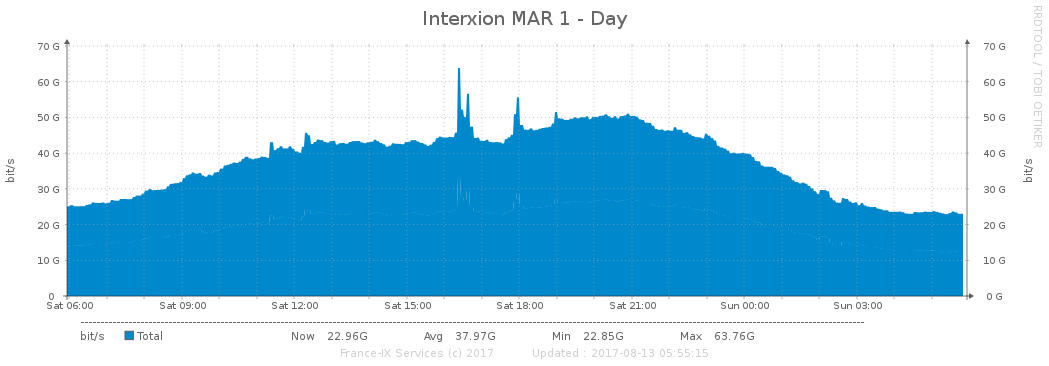 Interxion MAR 1 - Day
RRDTOOL / TOBI OETIKER
70 G 70 G
60 G 60 G
50 G 50 G
40 G 40 G
30 G 30 G
20 G 20 G
10 G 10 G
0 0 G
bit/s bit/s
Sat 06:00 Sat 09:00 Sat 12:00 Sat 15:00 Sat 18:00 Sat 21:00 Sun 00:00 Sun 03:00
bit/s Total Now 22.96G Avg 37.97G Min 22.85G Max 63.76G
France-IX Services (c) 2017 Updated : 2017-08-13 05:55:15